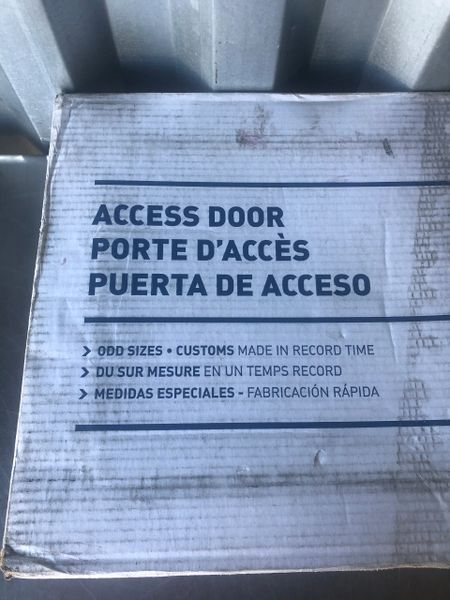 ACCESS DOOR
PORTE D'ACCÈS
PUERTA DE ACCESO
> ODD SIZES • CUSTOMS MADE IN RECORD TIME
> DU SUR MESURE EN UN TEMPS RECORD
> MEDIDAS ESPECIALES - FABRICACIÓN RÁPIDA